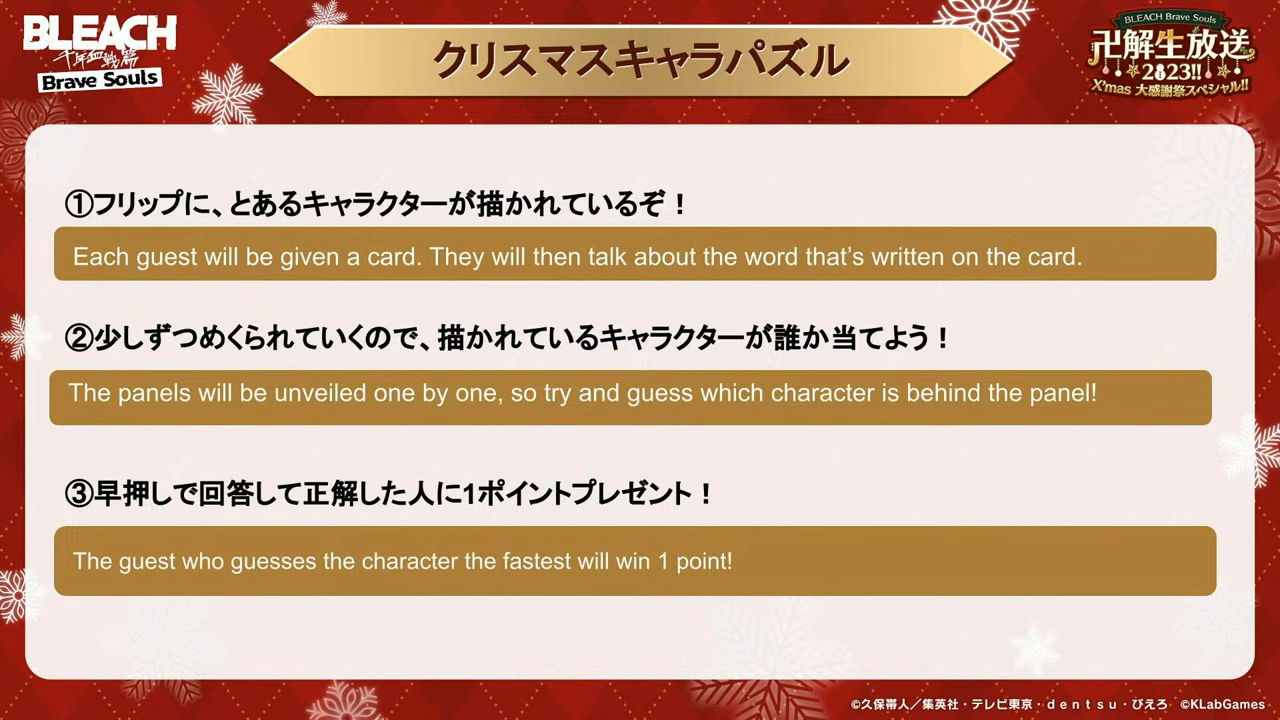 BLEACH
千年血戦篇
Brave Souls
クリスマスキャラパズル
BLEACH Brave Souls
卍解生放送
2023!!
X'mas 大感謝祭スペシャル!!
①フリップに、とあるキャラクターが描かれているぞ！
Each guest will be given a card. They will then talk about the word that’s written on the card.
②少しずつめくられていくので、描かれているキャラクターが誰か当てよう！
The panels will be unveiled one by one, so try and guess which character is behind the panel!
③早押しで回答して正解した人に1ポイントプレゼント！
The guest who guesses the character the fastest will win 1 point!
©久保帯人／集英社・テレビ東京・ｄｅｎｔｓｕ・ぴえろ ©KLabGames